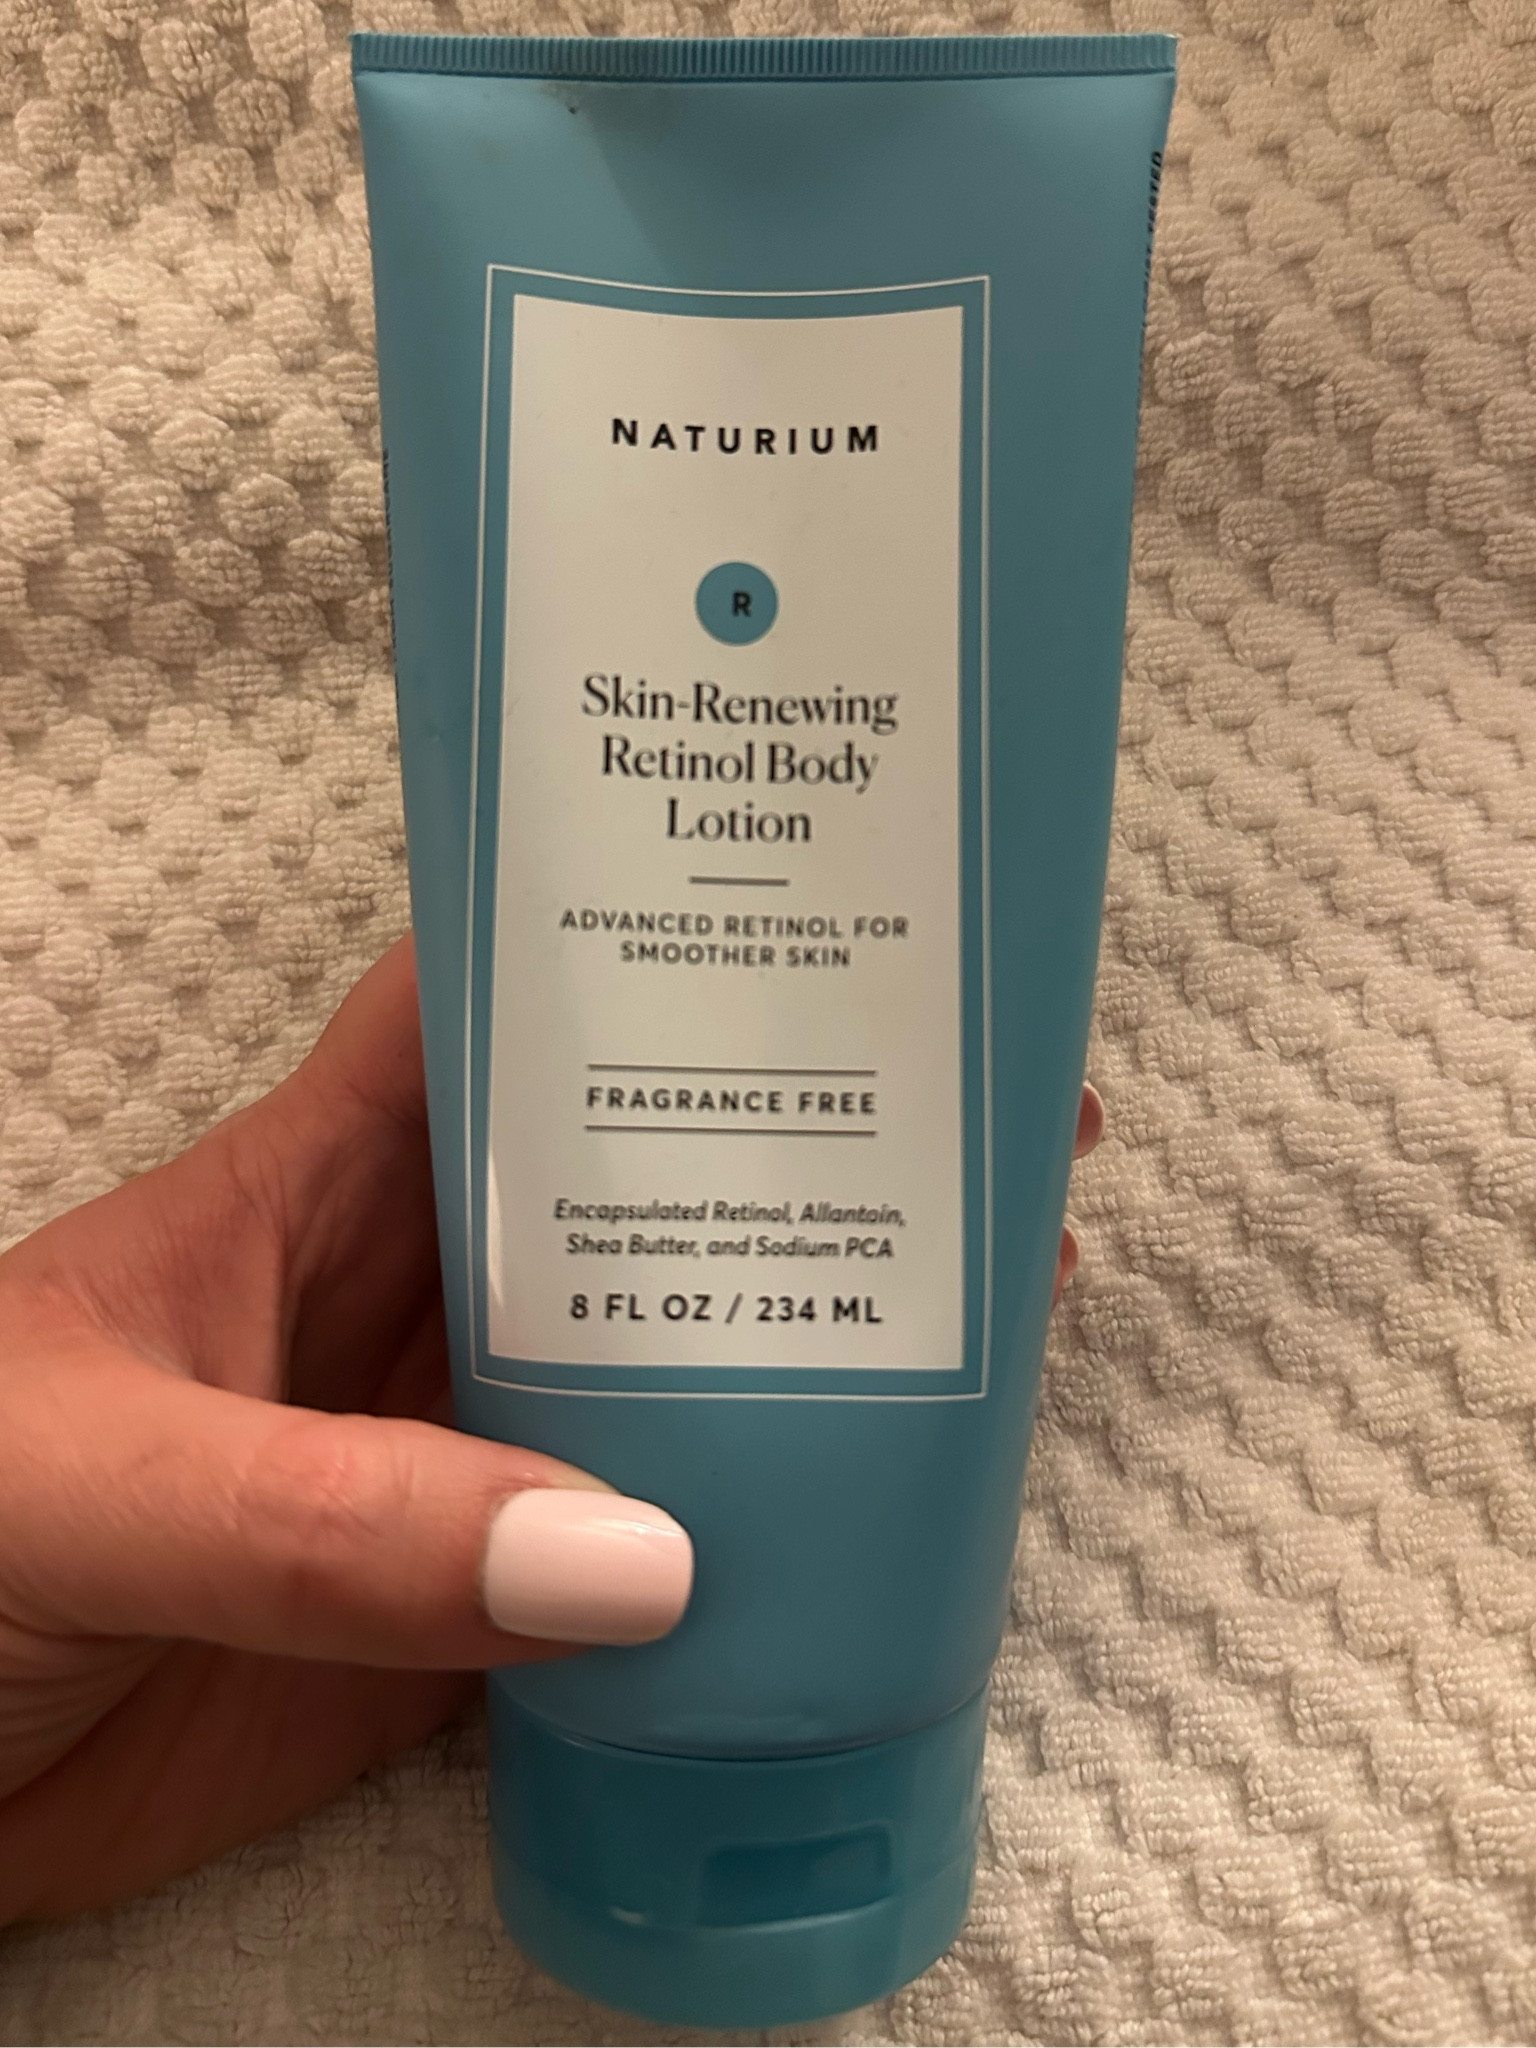 NATURIUM
R
Skin-Renewing
Retinol Body
Lotion
ADVANCED RETINOL FOR
SMOOTHER SKIN
FRAGRANCE FREE
Encapsulated Retinol, Allantoin,
Shea Butter, and Sodium PCA
8 FL OZ / 234 ML
TESTED